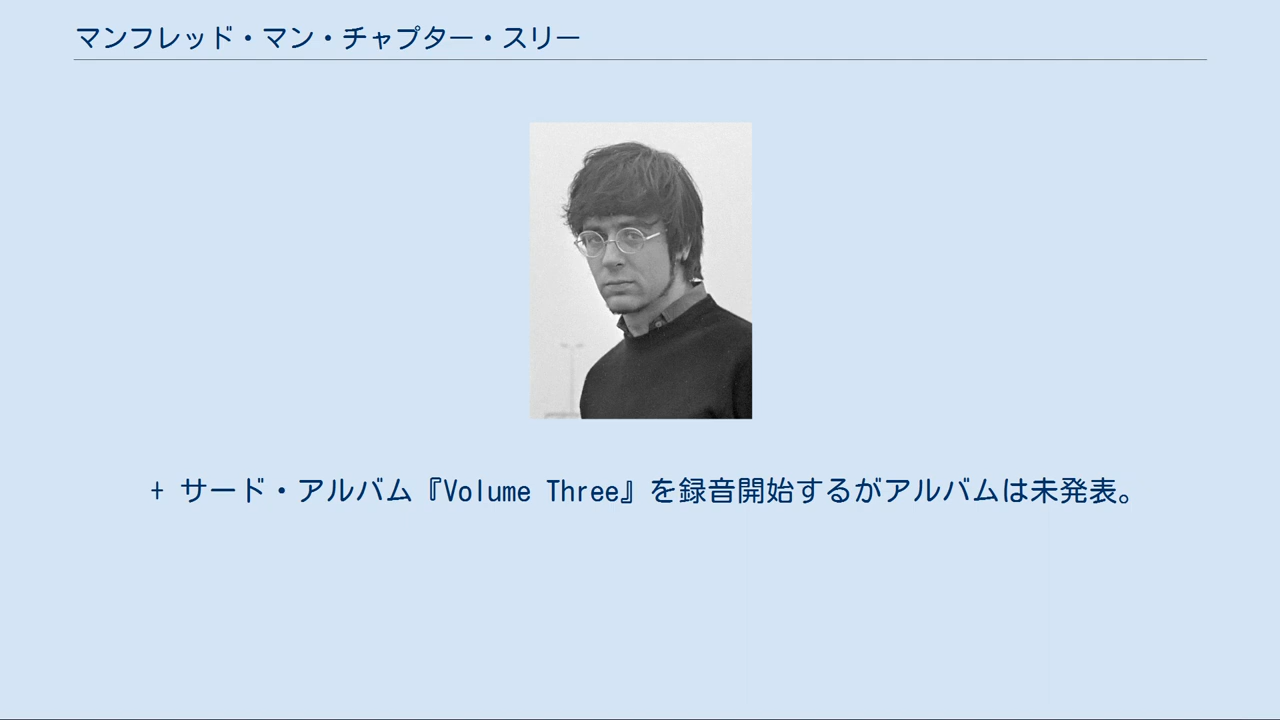 マンフレッド・マン・チャプター・スリー
+ サード・アルバム『Volume Three』を録音開始するがアルバムは未発表。